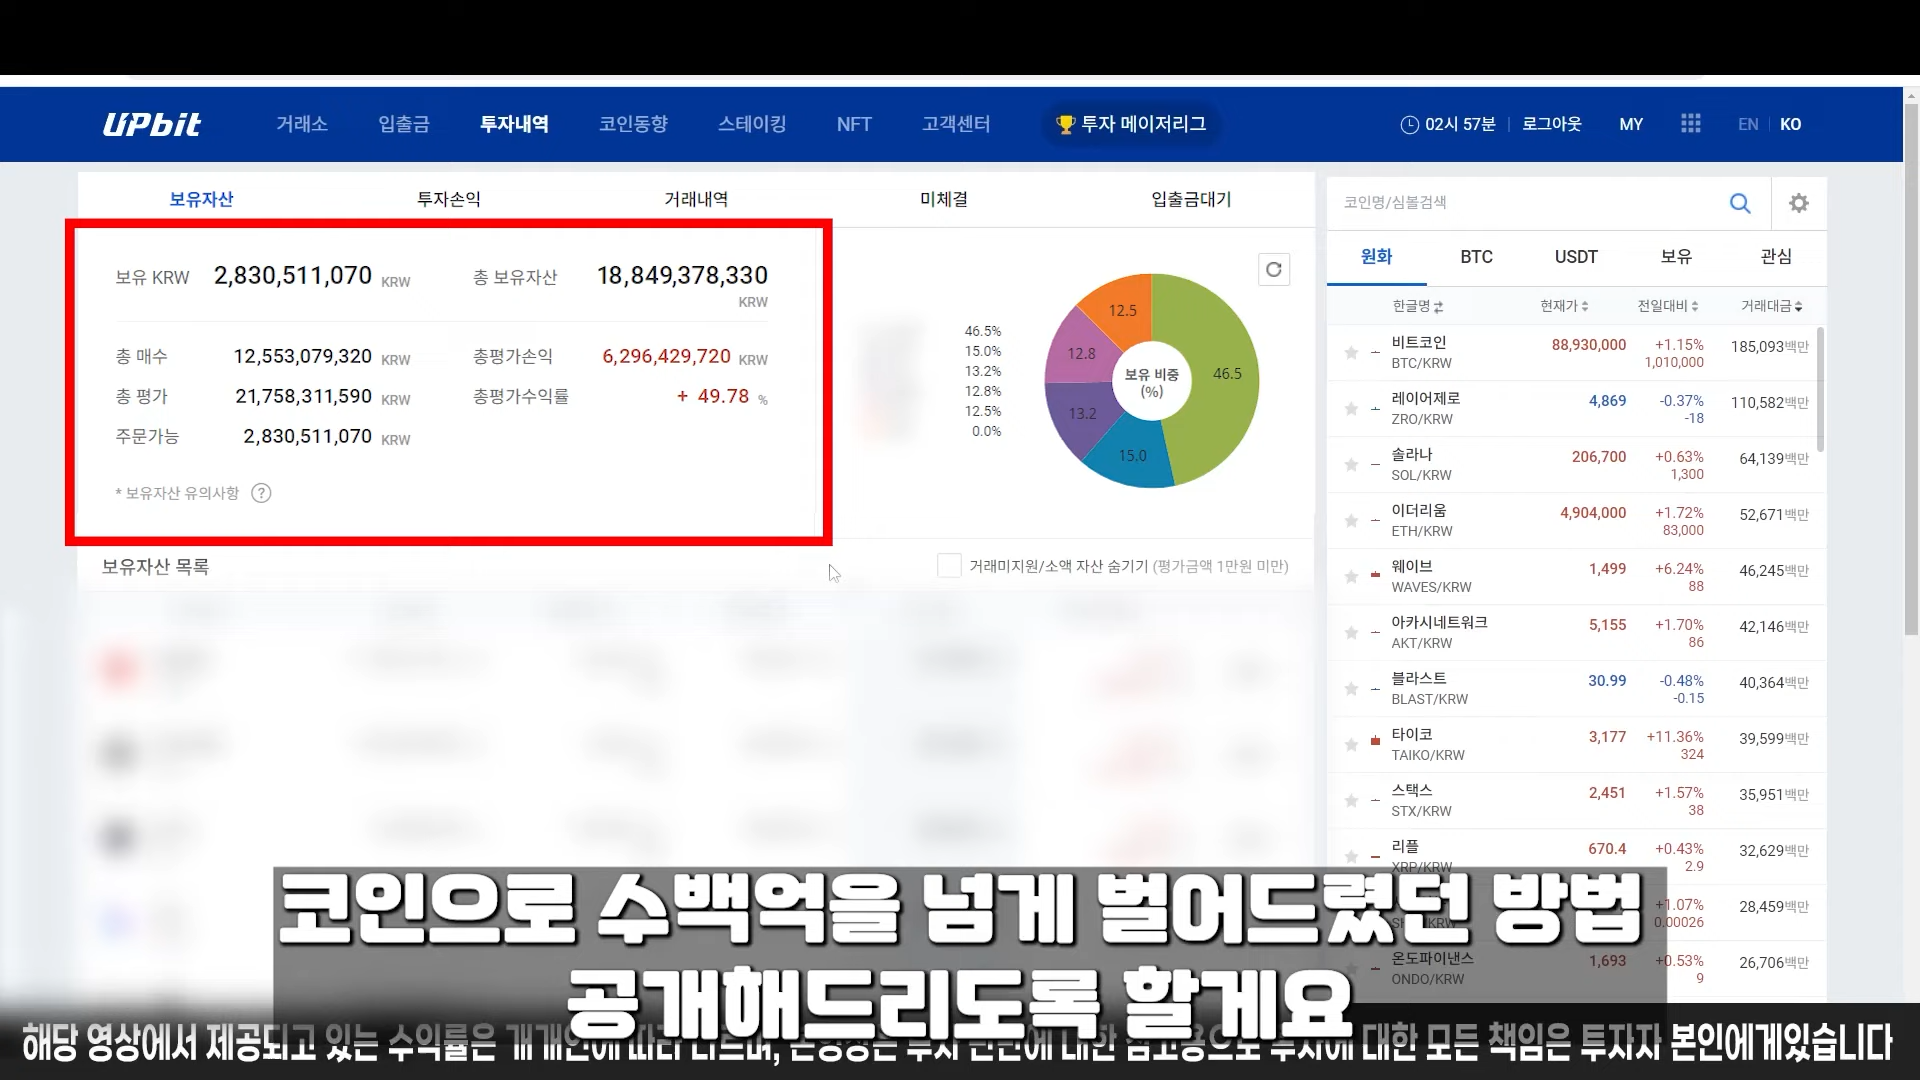 UPbit 거래소 입출금 투자내역 코인동향 스테이킹 NFT 고객센터 투자 메이저리그 02시 57분 로그아웃 MY EN KO
보유자산 투자손익 거래내역 미체결 입출금대기
보유 KRW 2,830,511,070 KRW 총 보유자산 18,849,378,330 KRW
총 매수 12,553,079,320 KRW 총평가손익 6,296,429,720 KRW
총 평가 21,758,311,590 KRW 총평가수익률 + 49.78 %
주문가능 2,830,511,070 KRW
* 보유자산 유의사항 ?
46.5%
15.0%
13.2%
12.8%
12.5%
0.0%
12.5
12.8
46.5
보유 비중
(%)
13.2
15.0
보유자산 목록 거래미지원/소액 자산 숨기기 (평가금액 1만원 미만)
코인명/심볼검색
원화 BTC USDT 보유 관심
한글명 현재가 전일대비 거래대금
비트코인 88,930,000 +1.15% 185,093백만
BTC/KRW 1,010,000
레이어제로 4,869 -0.37% 110,582백만
ZRO/KRW -18
솔라나 206,700 +0.63% 64,139백만
SOL/KRW 1,300
이더리움 4,904,000 +1.72% 52,671백만
ETH/KRW 83,000
웨이브 1,499 +6.24% 46,245백만
WAVES/KRW 88
아카시네트워크 5,155 +1.70% 42,146백만
AKT/KRW 86
블라스트 30.99 -0.48% 40,364백만
BLAST/KRW -0.15
타이코 3,177 +11.36% 39,599백만
TAIKO/KRW 324
스택스 2,451 +1.57% 35,951백만
STX/KRW 38
리플 670.4 +0.43% 32,629백만
XRP/KRW 2.9
+1.07% 28,459백만
0.00026
온도파이낸스 1,693 +0.53% 26,706백만
ONDO/KRW 9
코인으로 수백억을 넘게 벌어드렸던 방법
공개해드리도록 할게요
해당 영상에서 제공되고 있는 수익률은 대한 모든 책임은 투자자 본인에게있습니다